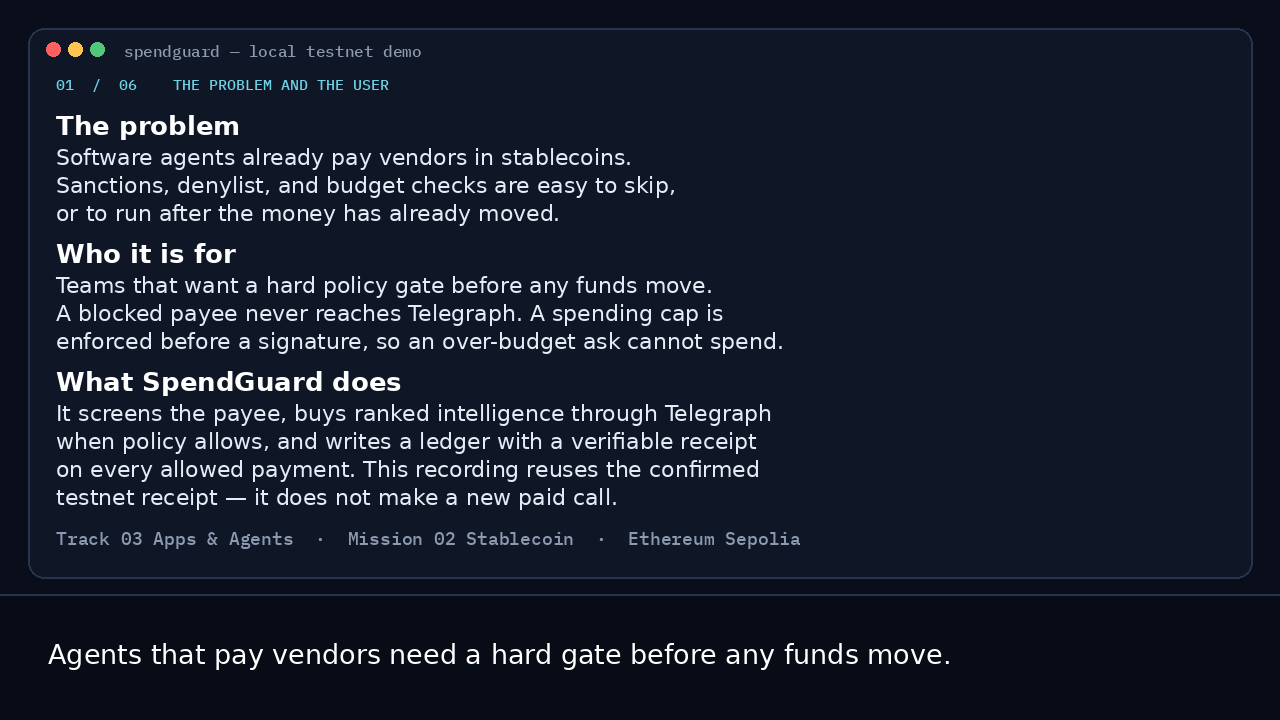 spendguard — local testnet demo
01 / 06 THE PROBLEM AND THE USER
The problem
Software agents already pay vendors in stablecoins.
Sanctions, denylist, and budget checks are easy to skip,
or to run after the money has already moved.
Who it is for
Teams that want a hard policy gate before any funds move.
A blocked payee never reaches Telegraph. A spending cap is
enforced before a signature, so an over-budget ask cannot spend.
What SpendGuard does
It screens the payee, buys ranked intelligence through Telegraph
when policy allows, and writes a ledger with a verifiable receipt
on every allowed payment. This recording reuses the confirmed
testnet receipt — it does not make a new paid call.
Track 03 Apps & Agents · Mission 02 Stablecoin · Ethereum Sepolia
Agents that pay vendors need a hard gate before any funds move.